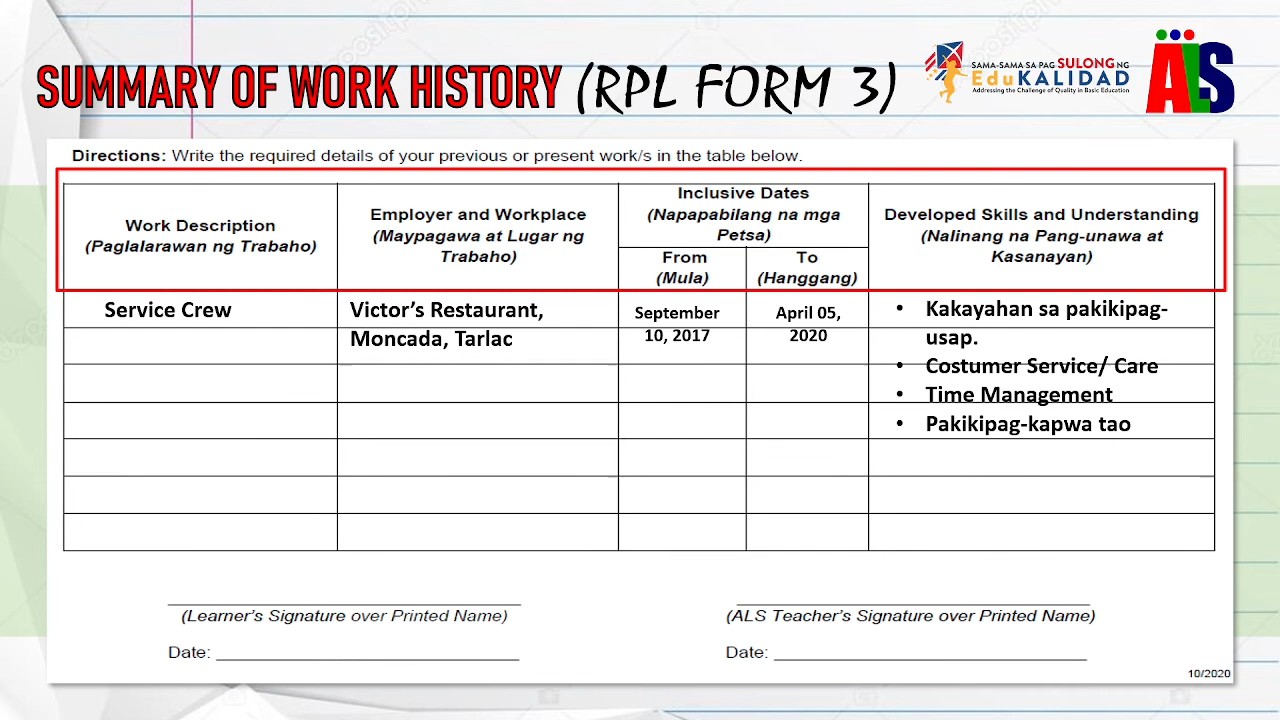 SUMMARY OF WORK HISTORY (RPL FORM 3)
SAMA-SAMA SA PAG SULONG NG
EduKALIDAD
Addressing the Challenge of Quality in Basic Education
ALS
Directions: Write the required details of your previous or present work/s in the table below.
Work Description
(Paglalarawan ng Trabaho)
Employer and Workplace
(Maypagawa at Lugar ng
Trabaho)
Inclusive Dates
(Napapabilang na mga
Petsa)
From
(Mula)
To
(Hanggang)
Developed Skills and Understanding
(Nalinang na Pang-unawa at
Kasanayan)
Service Crew
Victor's Restaurant,
Moncada, Tarlac
September
10, 2017
April 05,
2020
• Kakayahan sa pakikipag-
usap.
• Costumer Service/ Care
• Time Management
• Pakikipag-kapwa tao
(Learner's Signature over Printed Name)
Date:
(ALS Teacher's Signature over Printed Name)
Date:
10/2020